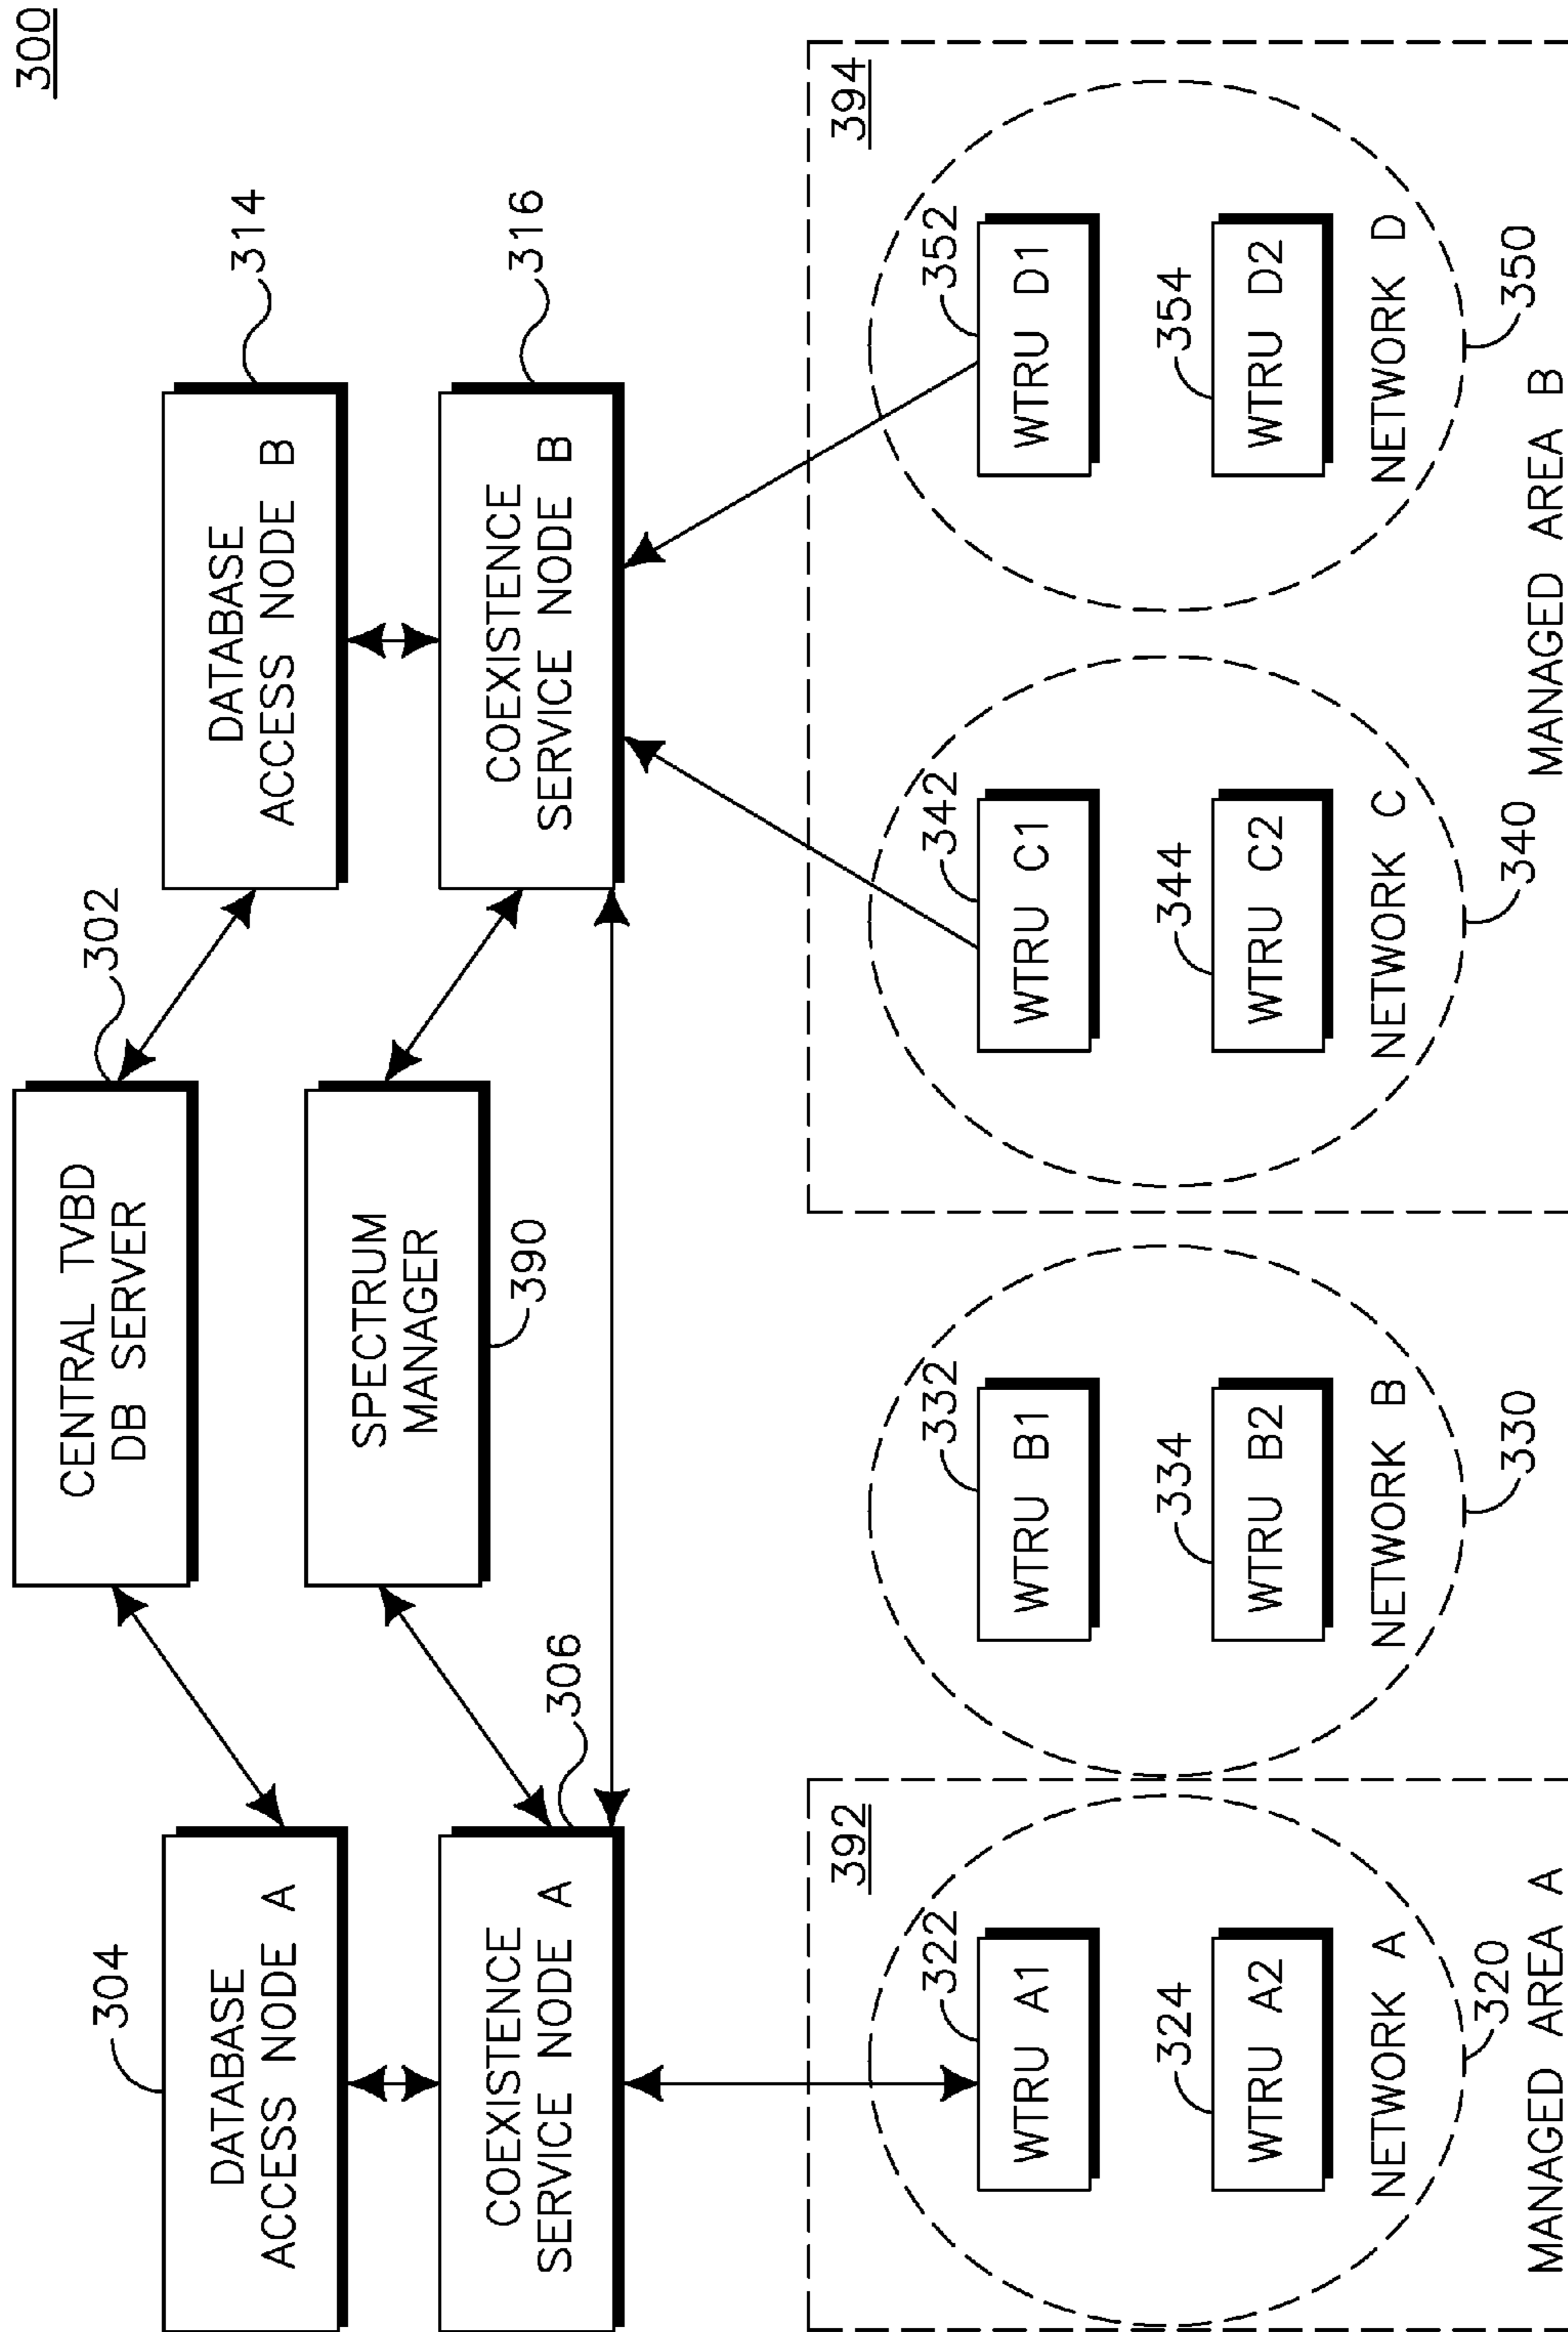 300
304
302
314
DATABASE
ACCESS NODE A
CENTRAL TVBD
DB SERVER
DATABASE
ACCESS NODE B
306
316
COEXISTENCE
SERVICE NODE A
SPECTRUM
MANAGER
390
COEXISTENCE
SERVICE NODE B
392
322
WTRU A1
324
WTRU A2
NETWORK A
320
MANAGED AREA A
332
WTRU B1
334
WTRU B2
NETWORK B
330
394
342
WTRU C1
344
WTRU C2
NETWORK C
340
352
WTRU D1
354
WTRU D2
NETWORK D
350
MANAGED AREA B